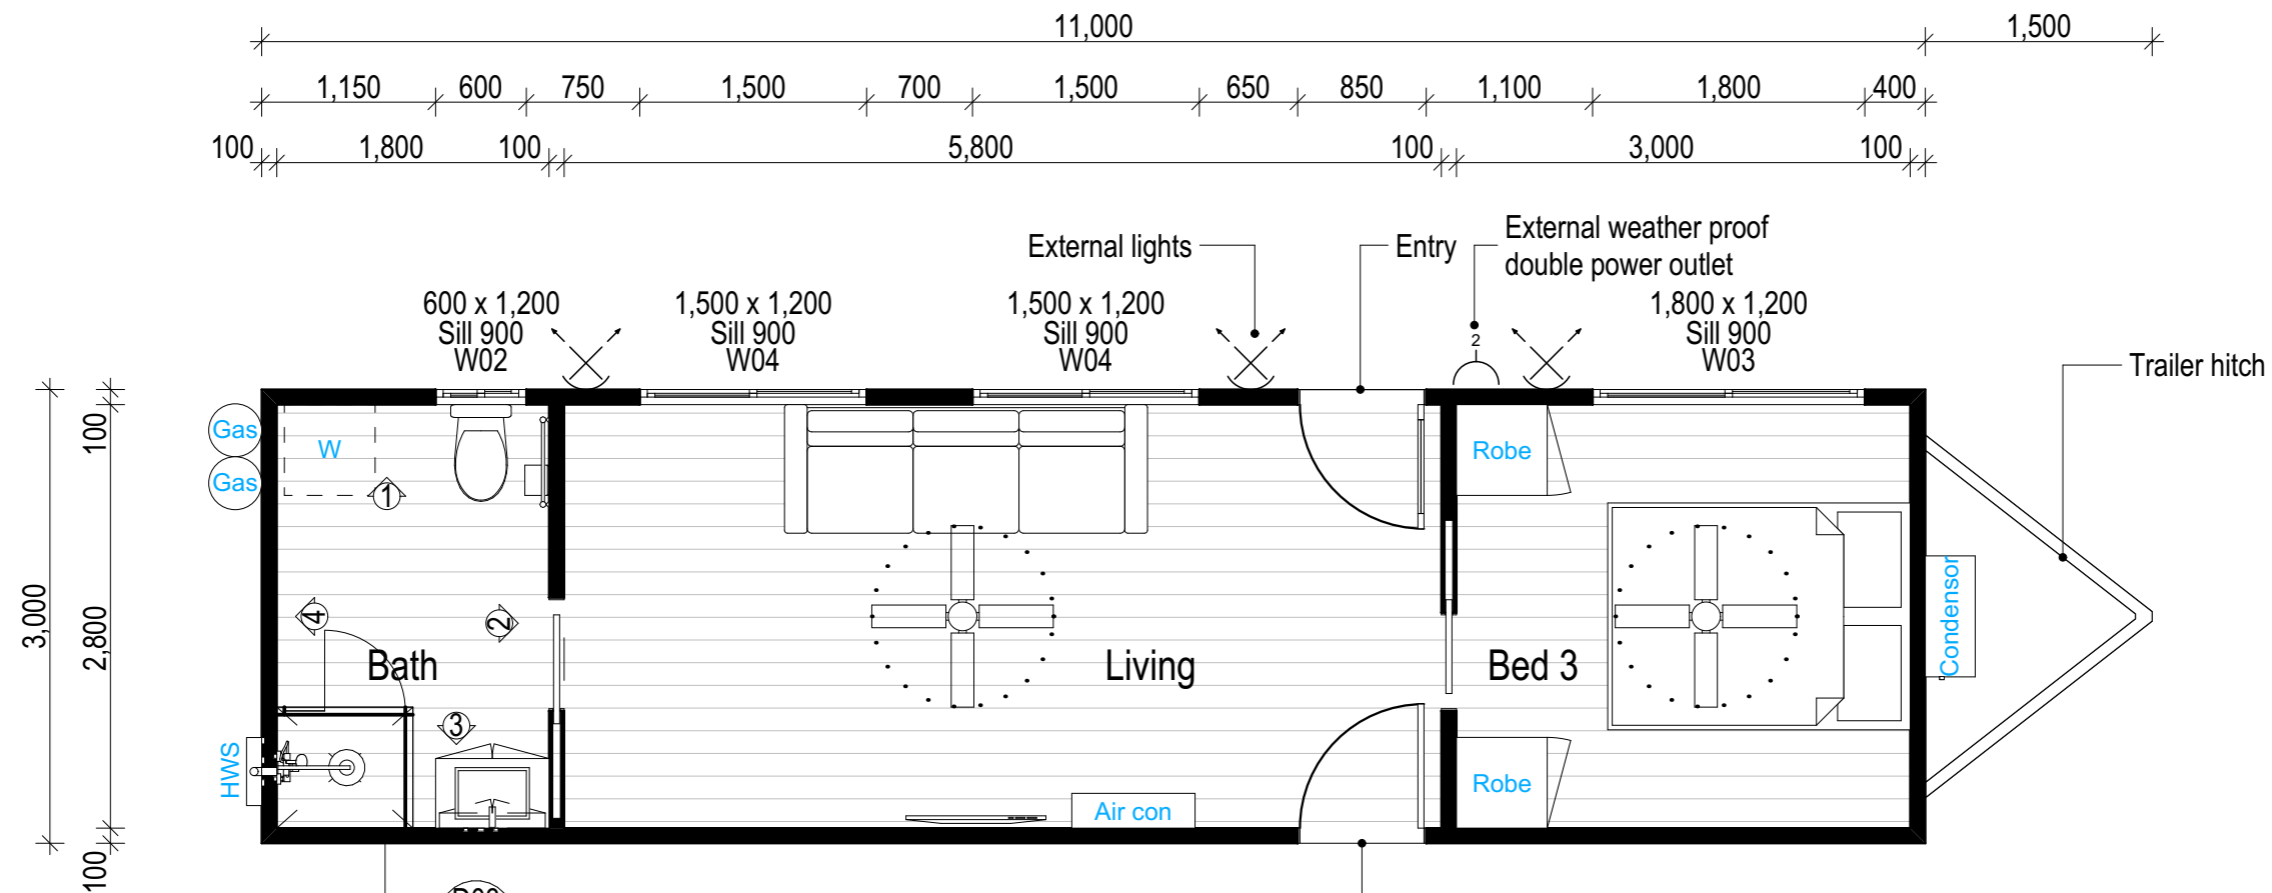 11,000 1,500
1,150 600 750 1,500 700 1,500 650 850 1,100 1,800 400
100 1,800 100 5,800 100 3,000 100
External lights
Entry
External weather proof
double power outlet
600 x 1,200
Sill 900
W02
1,500 x 1,200
Sill 900
W04
1,500 x 1,200
Sill 900
W04
2
1,800 x 1,200
Sill 900
W03
Trailer hitch
3,000
100
2,800
100
Gas
Gas
W
1
2
3
4
Bath
HWS
Living
Air con
Robe
Bed 3
Robe
Condensor